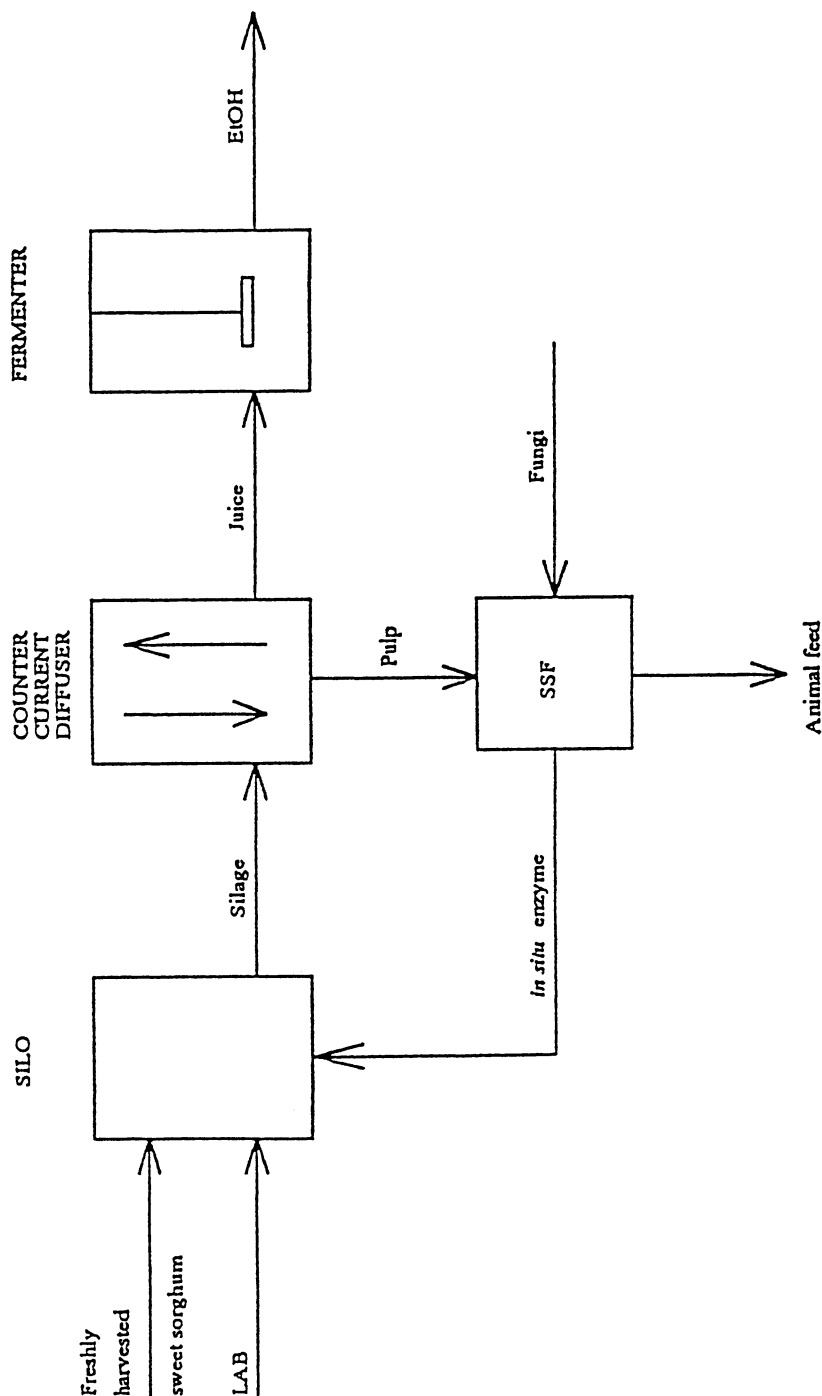 SILO
COUNTER
CURRENT
DIFFUSER
FERMENTER
Freshly
harvested
sweet sorghum
LAB
Silage
Juice
EtOH
Pulp
In situ enzyme
SSF
Fungi
Animal feed